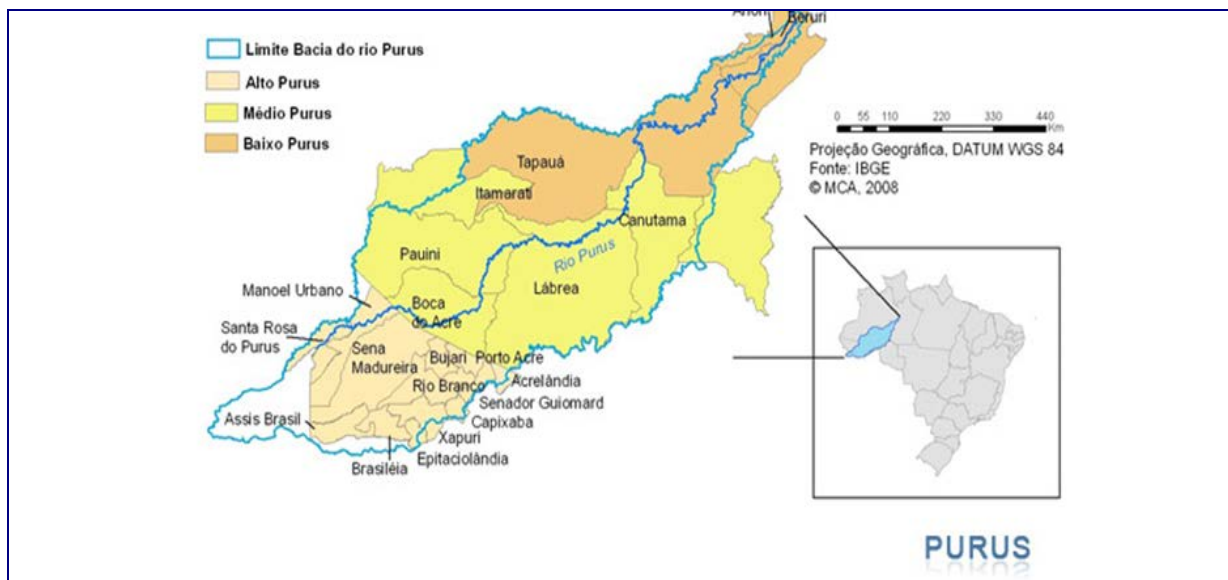 Beruri
Limite Bacia do rio Purus
Alto Purus
Médio Purus
Baixo Purus
0 55 110 220 330 440
Km
Projeção Geográfica, DATUM WGS 84
Fonte: IBGE
© MCA, 2008
Tapauá
Itamarati
Canutama
Pauini
Rio Purus
Lábrea
Manoel Urbano
Boca
do Acre
Santa Rosa
do Purus
Sena
Madureira
Bujari
Porto Acre
Rio Branco
Acrelândia
Senador Guiomard
Assis Brasil
Capixaba
Xapuri
Epitaciolândia
Brasiléia
PURUS